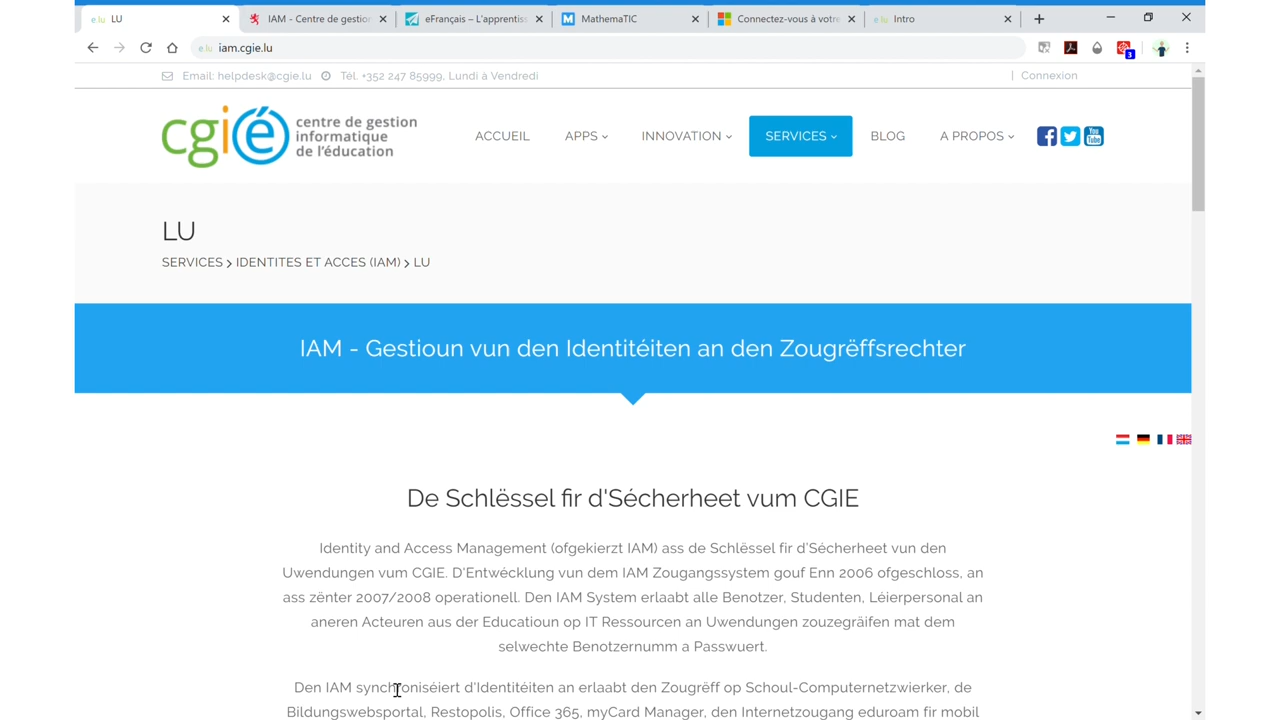 LU
IAM - Centre de gestion
eFrançais – L'apprentiss
MathemaTIC
Connectez-vous à votre
Intro
iam.cgie.lu
3
Email: helpdesk@cgie.lu Tél. +352 247 85999, Lundi à Vendredi
| Connexion
cgié centre de gestion
informatique
de l'éducation
ACCUEIL APPS INNOVATION SERVICES BLOG A PROPOS
You Tube
LU
SERVICES > IDENTITES ET ACCES (IAM) > LU
IAM - Gestioun vun den Identitéiten an den Zougrëffsrechter
De Schlëssel fir d'Sécherheet vum CGIE
Identity and Access Management (ofgekierzt IAM) ass de Schlëssel fir d'Sécherheet vun den
Uwendungen vum CGIE. D'Entwécklung vun dem IAM Zougangssystem gouf Enn 2006 ofgeschloss, an
ass zënter 2007/2008 operationell. Den IAM System erlaabt alle Benotzer, Studenten, Léierpersonal an
aneren Acteuren aus der Educatioun op IT Ressourcen an Uwendungen zouzegräifen mat dem
selwechte Benotzernumm a Passwuert.
Den IAM synchroniséiert d'Identitéiten an erlaabt den Zougrëff op Schoul-Computernetzwierker, de
Bildungswebsportal, Restopolis, Office 365, myCard Manager, den Internetzougang eduroam fir mobil